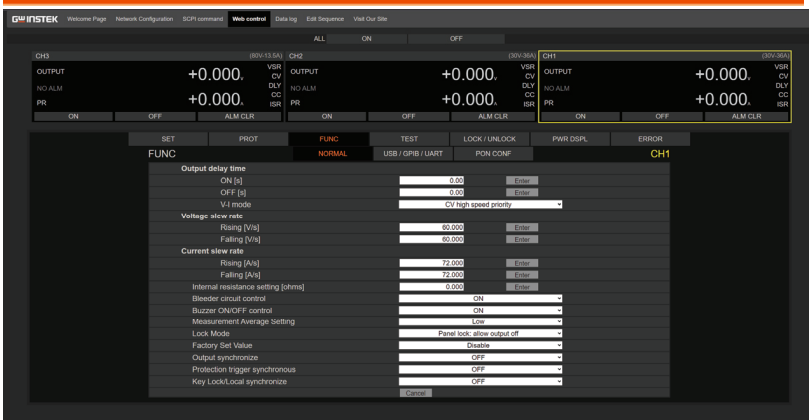 GW INSTEK Welcome Page Network Configuration SCPI command Web control Data log Edit Sequence Visit Our Site
ALL ON OFF
CH3 (80V-13.5A) CH2 (30V-36A) CH1 (30V-36A)
OUTPUT +0.000V VSR CV OUTPUT +0.000V VSR CV OUTPUT +0.000V VSR CV
NO ALM DLY NO ALM DLY NO ALM DLY
PR +0.000A CC ISR PR +0.000A CC ISR PR +0.000A CC ISR
ON OFF ALM CLR ON OFF ALM CLR ON OFF ALM CLR
SET PROT FUNC TEST LOCK / UNLOCK PWR DSPL ERROR
FUNC NORMAL USB / GPIB / UART PON CONF CH1
Output delay time
ON [s] 0.00 Enter
OFF [s] 0.00 Enter
V-I mode CV high speed priority
Voltage slew rate
Rising [V/s] 60.000 Enter
Falling [V/s] 60.000 Enter
Current slew rate
Rising [A/s] 72.000 Enter
Falling [A/s] 72.000 Enter
Internal resistance setting [ohms] 0.000 Enter
Bleeder circuit control ON
Buzzer ON/OFF control ON
Measurement Average Setting Low
Lock Mode Panel lock: allow output off
Factory Set Value Disable
Output synchronize OFF
Protection trigger synchronous OFF
Key Lock/Local synchronize OFF
Cancel